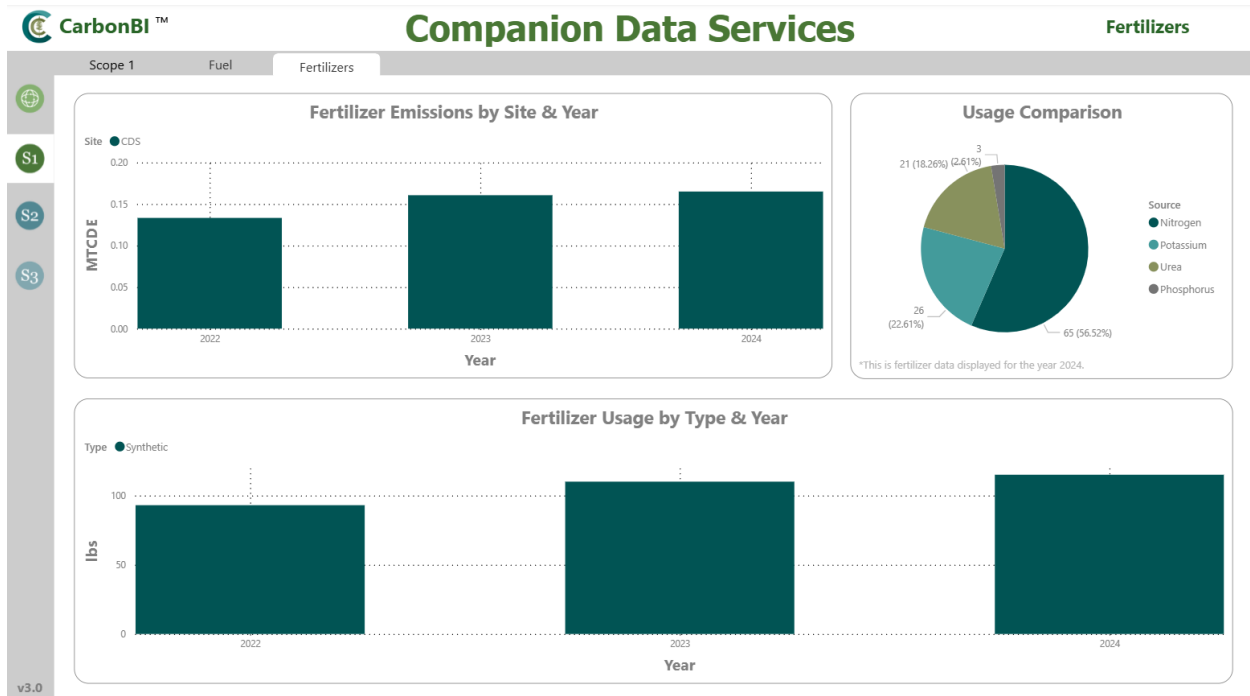 CarbonBI ™
Companion Data Services
Fertilizers
Scope 1
Fuel
Fertilizers
S1
S2
S3
v3.0
Fertilizer Emissions by Site & Year
Site CDS
MTCDE
0.20
0.15
0.10
0.05
0.00
2022
2023
2024
Year
Usage Comparison
3
(2.61%)
21 (18.26%)
26
(22.61%)
65 (56.52%)
Source
Nitrogen
Potassium
Urea
Phosphorus
*This is fertilizer data displayed for the year 2024.
Fertilizer Usage by Type & Year
Type Synthetic
lbs
100
50
0
2022
2023
2024
Year